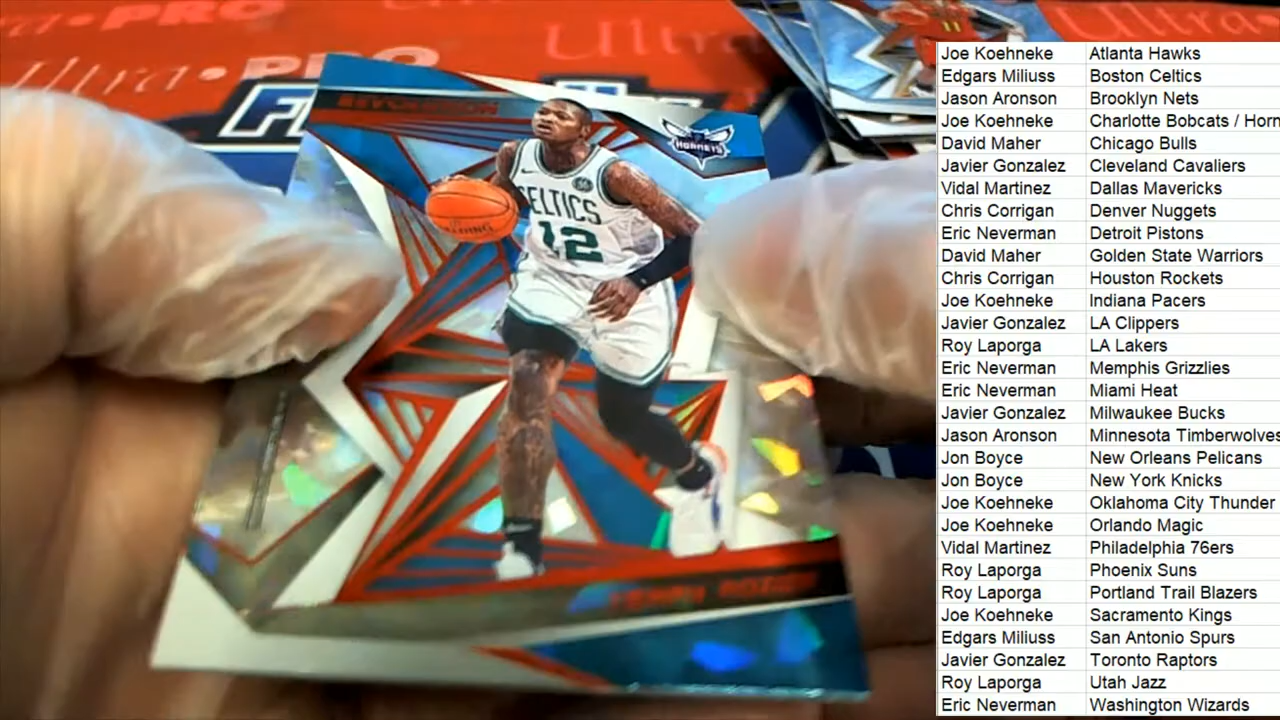 Ultra•PRO
REVOLUTION
HORNETS
CELTICS
12
SPALDING
Joe Koehneke Atlanta Hawks
Edgars Miliuss Boston Celtics
Jason Aronson Brooklyn Nets
Joe Koehneke Charlotte Bobcats / Horn
David Maher Chicago Bulls
Javier Gonzalez Cleveland Cavaliers
Vidal Martinez Dallas Mavericks
Chris Corrigan Denver Nuggets
Eric Neverman Detroit Pistons
David Maher Golden State Warriors
Chris Corrigan Houston Rockets
Joe Koehneke Indiana Pacers
Javier Gonzalez LA Clippers
Roy Laporga LA Lakers
Eric Neverman Memphis Grizzlies
Eric Neverman Miami Heat
Javier Gonzalez Milwaukee Bucks
Jason Aronson Minnesota Timberwolves
Jon Boyce New Orleans Pelicans
Jon Boyce New York Knicks
Joe Koehneke Oklahoma City Thunder
Joe Koehneke Orlando Magic
Vidal Martinez Philadelphia 76ers
Roy Laporga Phoenix Suns
Roy Laporga Portland Trail Blazers
Joe Koehneke Sacramento Kings
Edgars Miliuss San Antonio Spurs
Javier Gonzalez Toronto Raptors
Roy Laporga Utah Jazz
Eric Neverman Washington Wizards